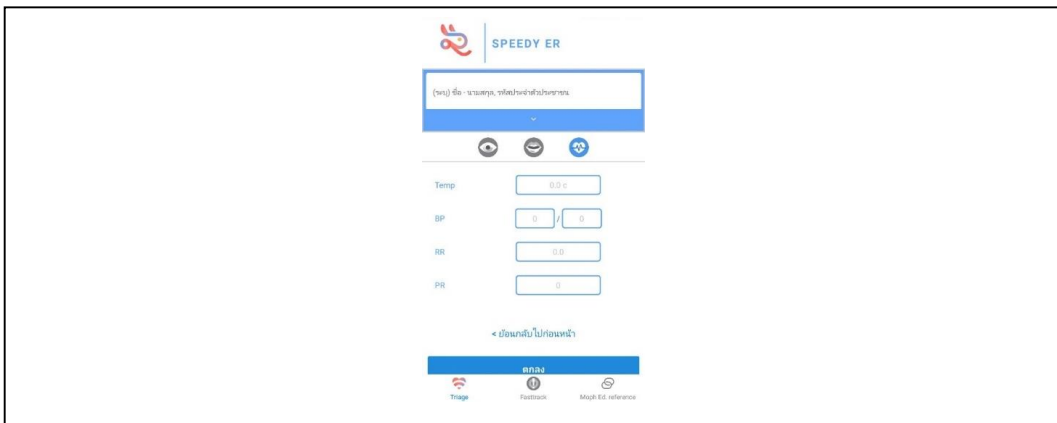 SPEEDY ER
(ระบุ) ชื่อ - นามสกุล, รหัสประจำตัวประชาชน
Temp 0.0 c
BP 0 / 0
RR 0.0
PR 0
< ย้อนกลับไปก่อนหน้า
ตกลง
Triage Fasttrack Moph Ed. reference